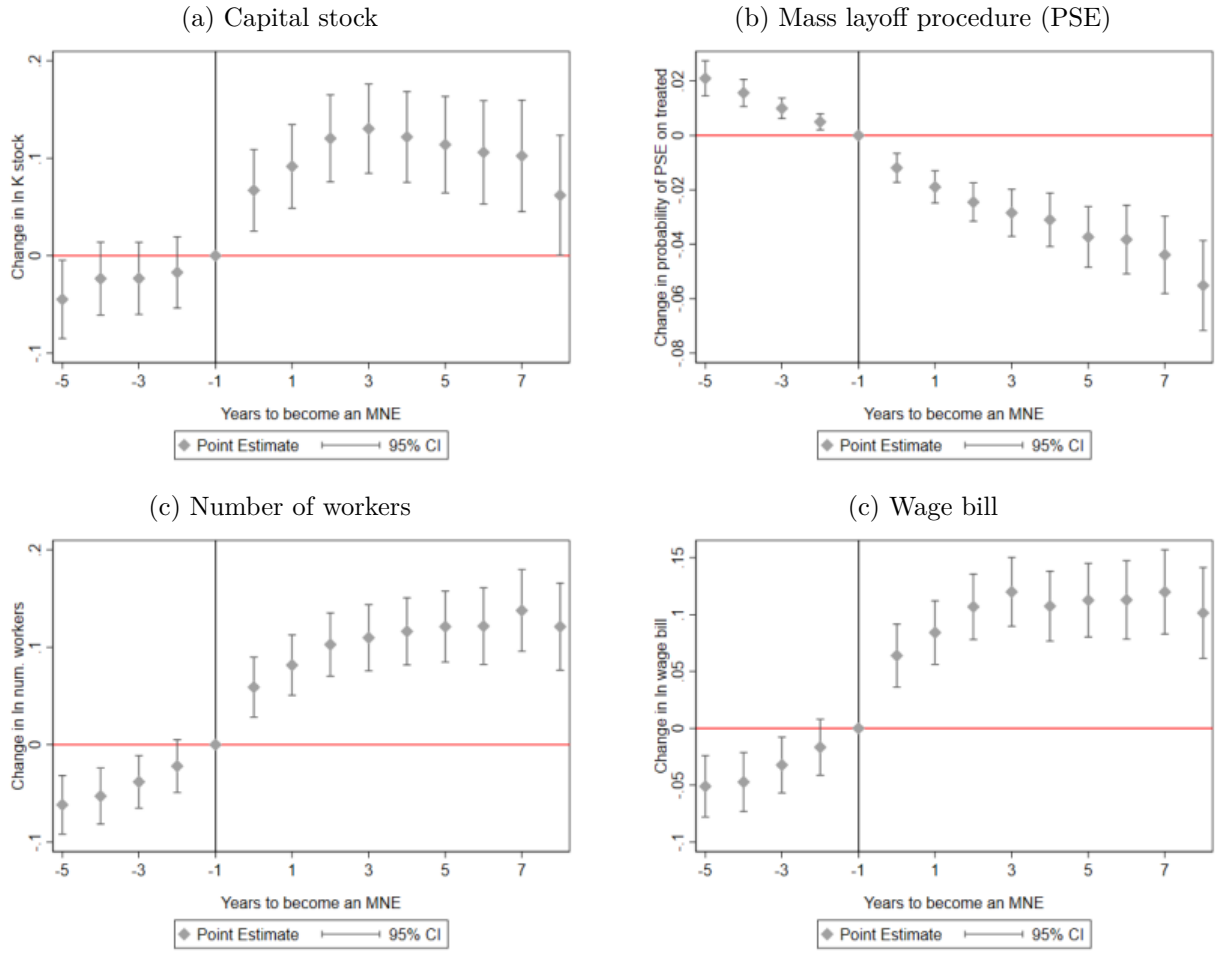 (a) Capital stock
Change in ln K stock
.2
.1
0
-.1
-5 -3 -1 1 3 5 7
Years to become an MNE
Point Estimate 95% CI
(b) Mass layoff procedure (PSE)
Change in probability of PSE on treated
.02
0
-.02
-.04
-.06
-.08
-5 -3 -1 1 3 5 7
Years to become an MNE
Point Estimate 95% CI
(c) Number of workers
Change in ln num. workers
.2
.1
0
-.1
-5 -3 -1 1 3 5 7
Years to become an MNE
Point Estimate 95% CI
(c) Wage bill
Change in ln wage bill
.15
.1
.05
0
-.05
-.1
-5 -3 -1 1 3 5 7
Years to become an MNE
Point Estimate 95% CI